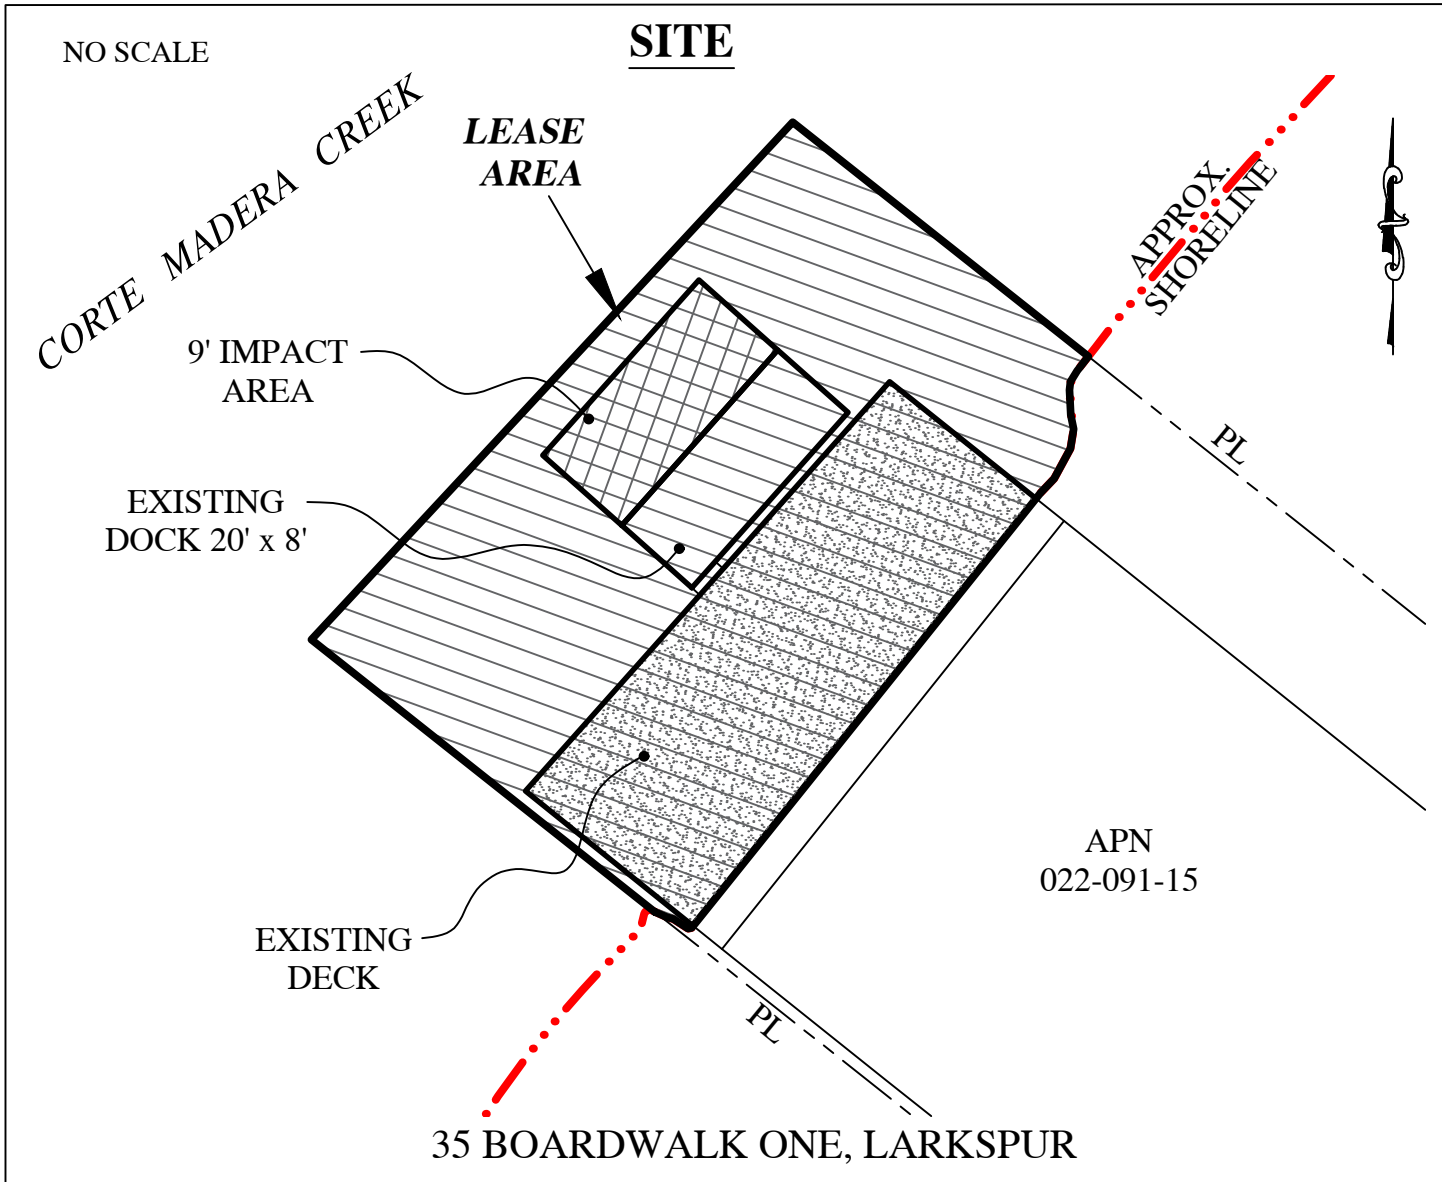 NO SCALE
SITE
CORTE MADERA CREEK
LEASE
AREA
APPROX.
SHORELINE
9' IMPACT
AREA
PL
EXISTING
DOCK 20' x 8'
APN
022-091-15
EXISTING
DECK
PL
35 BOARDWALK ONE, LARKSPUR